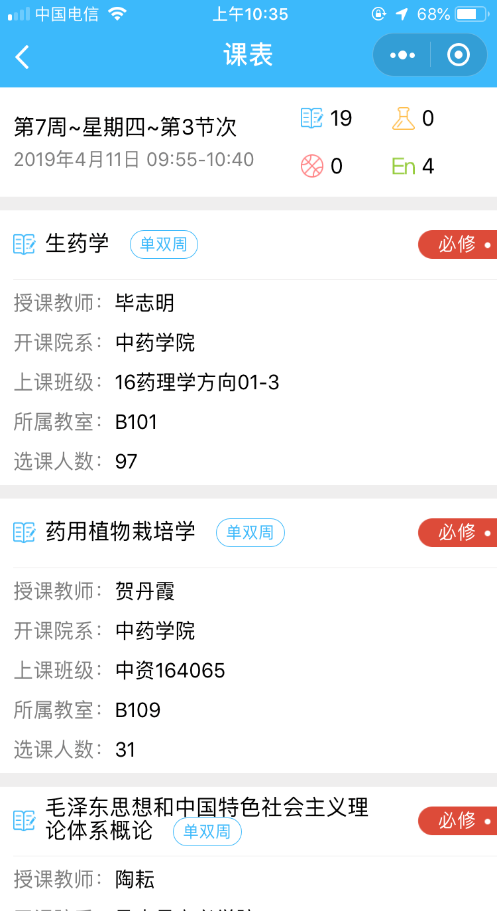 中国电信 上午10:35 68%
课表
第7周~星期四~第3节次
19 0
2019年4月11日 09:55-10:40
0 En 4
生药学 单双周 必修
授课教师： 毕志明
开课院系： 中药学院
上课班级： 16药理学方向01-3
所属教室： B101
选课人数： 97
药用植物栽培学 单双周 必修
授课教师： 贺丹霞
开课院系： 中药学院
上课班级： 中资164065
所属教室： B109
选课人数： 31
毛泽东思想和中国特色社会主义理
论体系概论 单双周 必修
授课教师： 陶耘